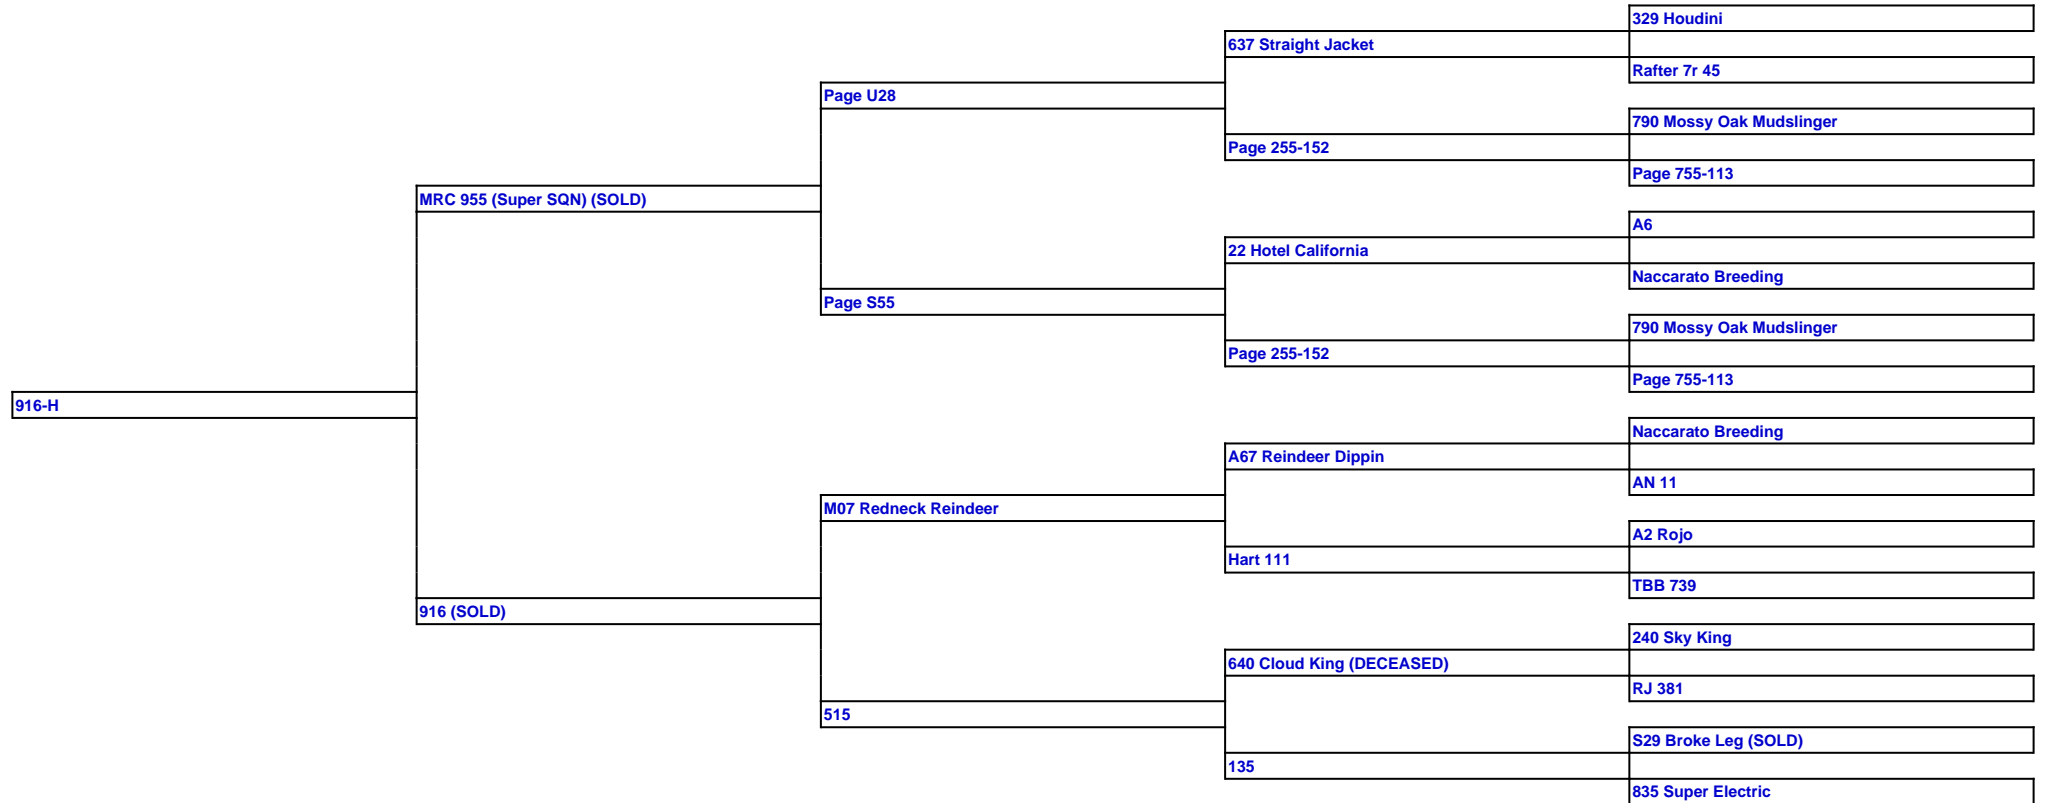 329 Houdini
637 Straight Jacket
Rafter 7r 45
Page U28
790 Mossy Oak Mudslinger
Page 255-152
Page 755-113
MRC 955 (Super SQN) (SOLD)
A6
22 Hotel California
Naccarato Breeding
Page S55
790 Mossy Oak Mudslinger
Page 255-152
Page 755-113
916-H
Naccarato Breeding
A67 Reindeer Dippin
AN 11
M07 Redneck Reindeer
A2 Rojo
Hart 111
TBB 739
916 (SOLD)
240 Sky King
640 Cloud King (DECEASED)
RJ 381
515
S29 Broke Leg (SOLD)
135
835 Super Electric